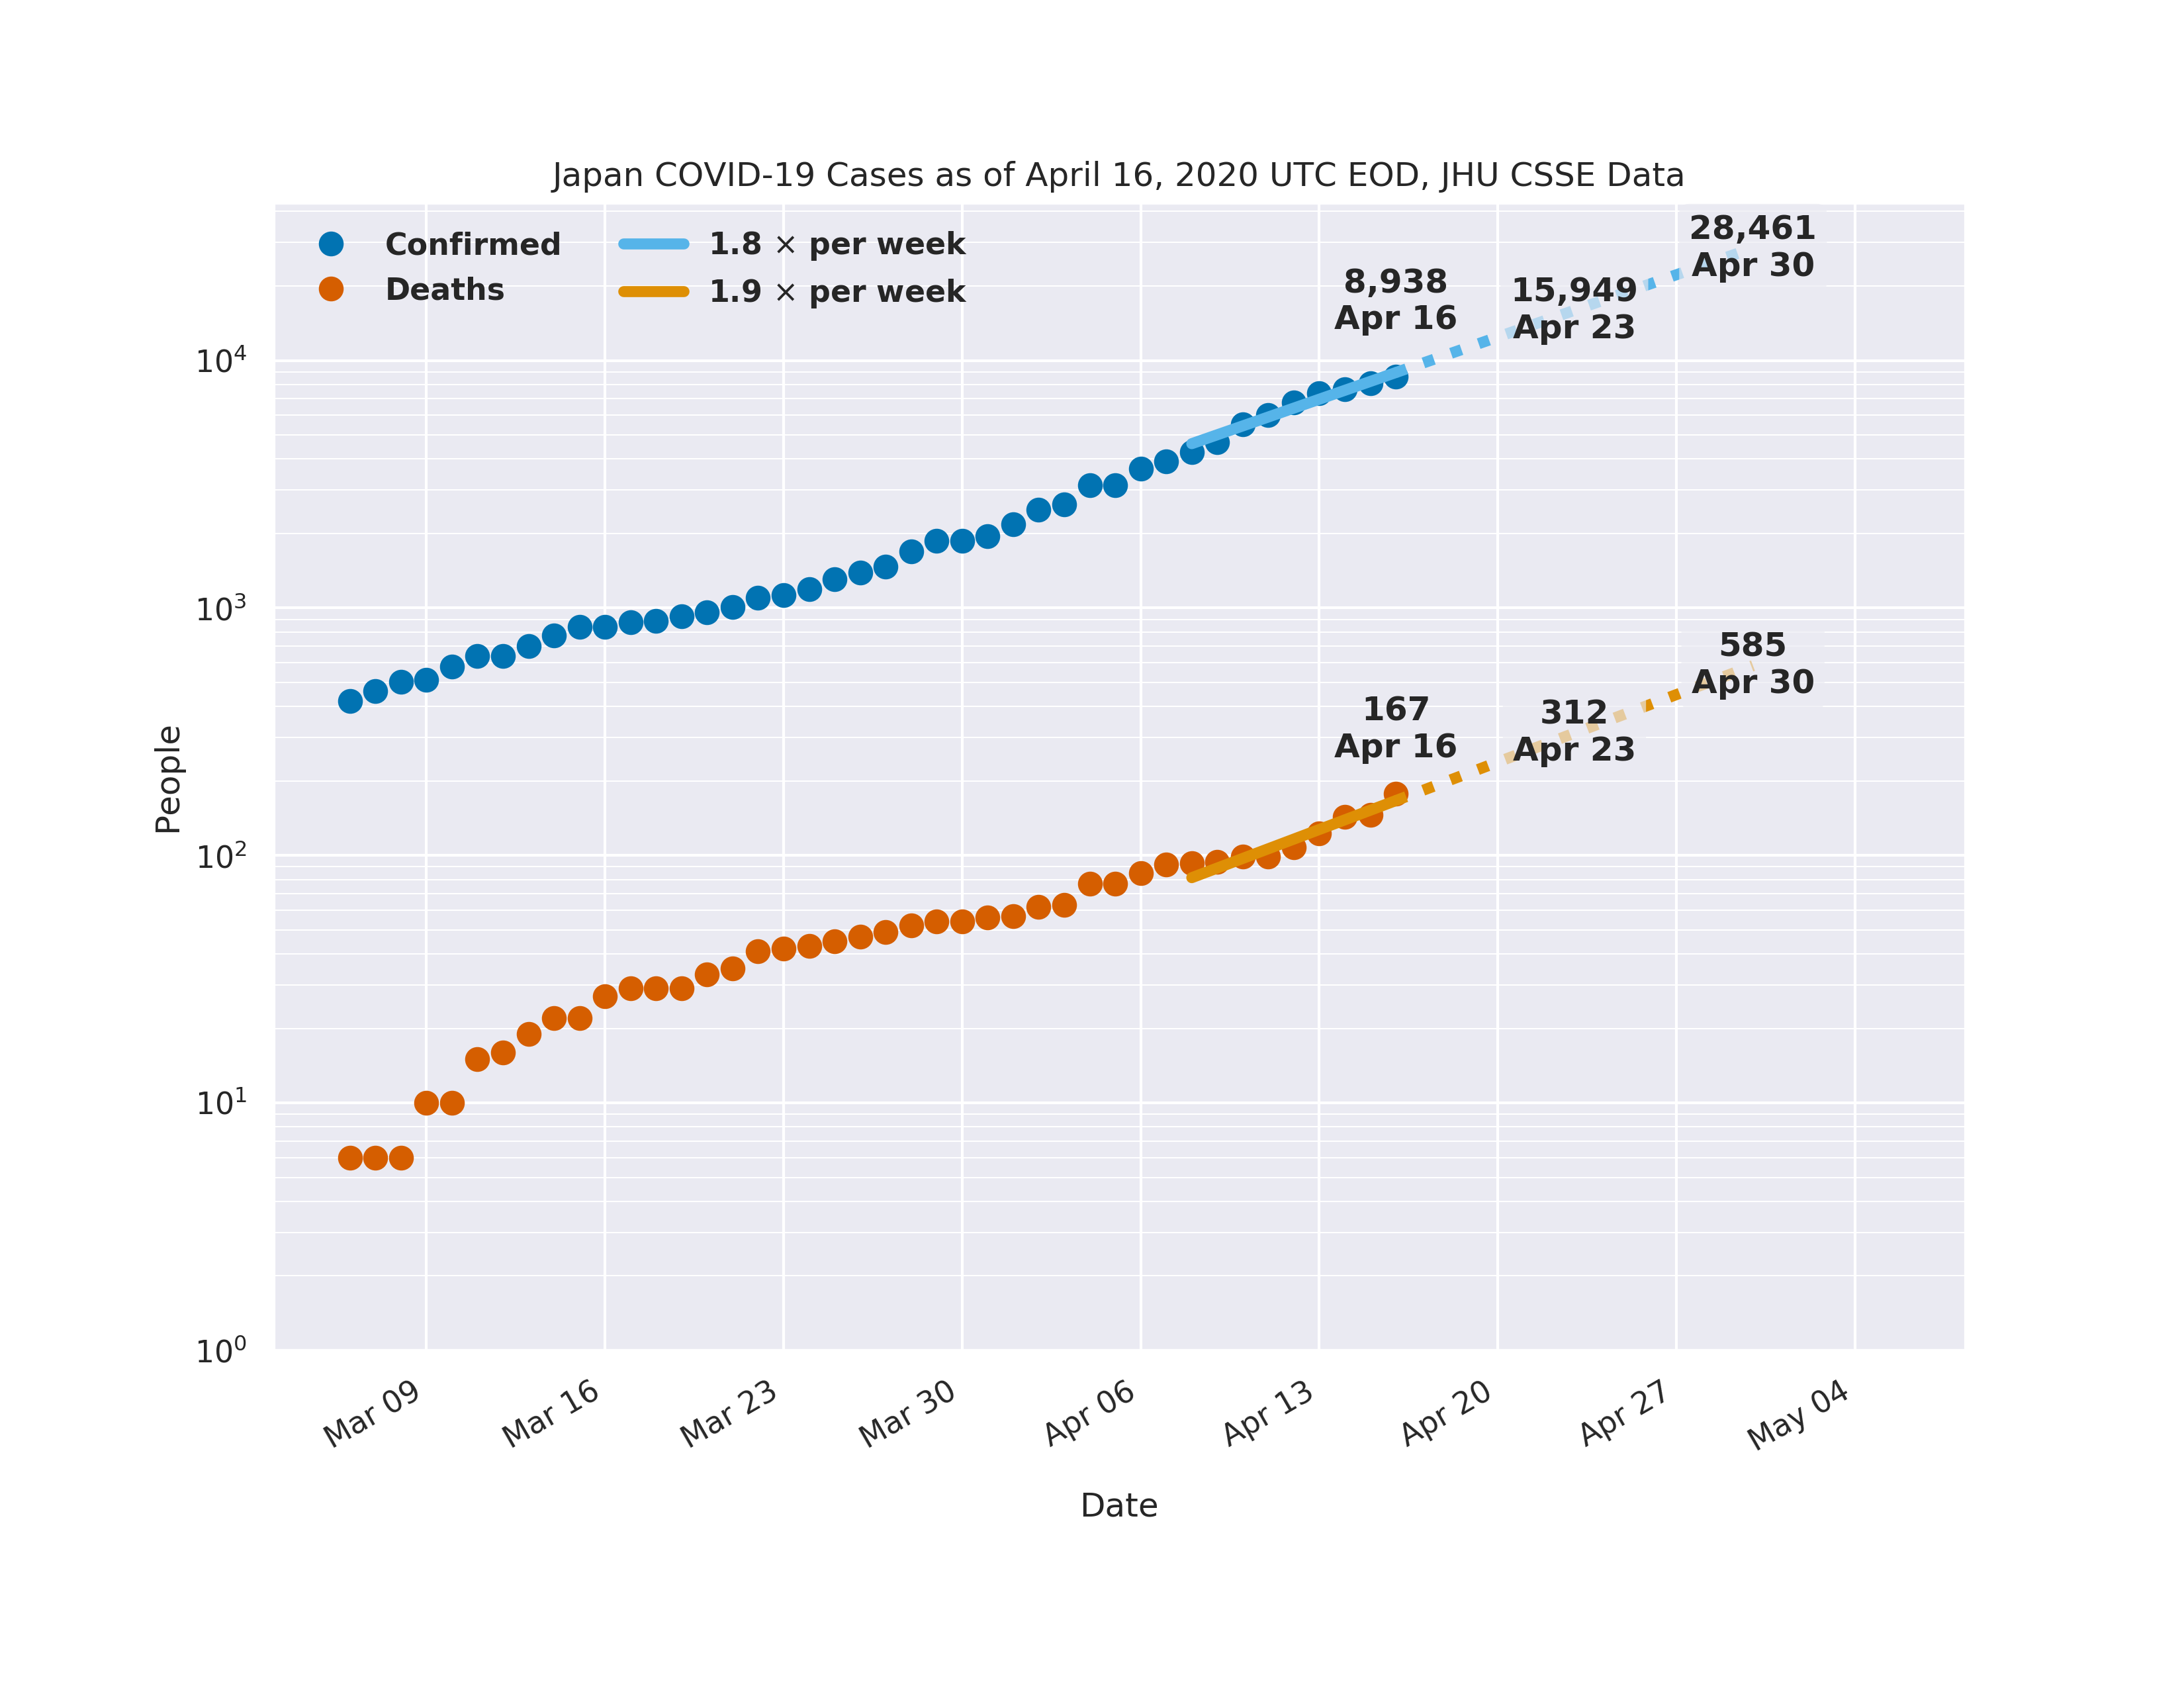 Japan COVID-19 Cases as of April 16, 2020 UTC EOD, JHU CSSE Data
Confirmed
Deaths
1.8 × per week
1.9 × per week
28,461
Apr 30
8,938
Apr 16
15,949
Apr 23
585
Apr 30
167
Apr 16
312
Apr 23
People
10⁴
10³
10²
10¹
10⁰
Mar 09
Mar 16
Mar 23
Mar 30
Apr 06
Apr 13
Apr 20
Apr 27
May 04
Date